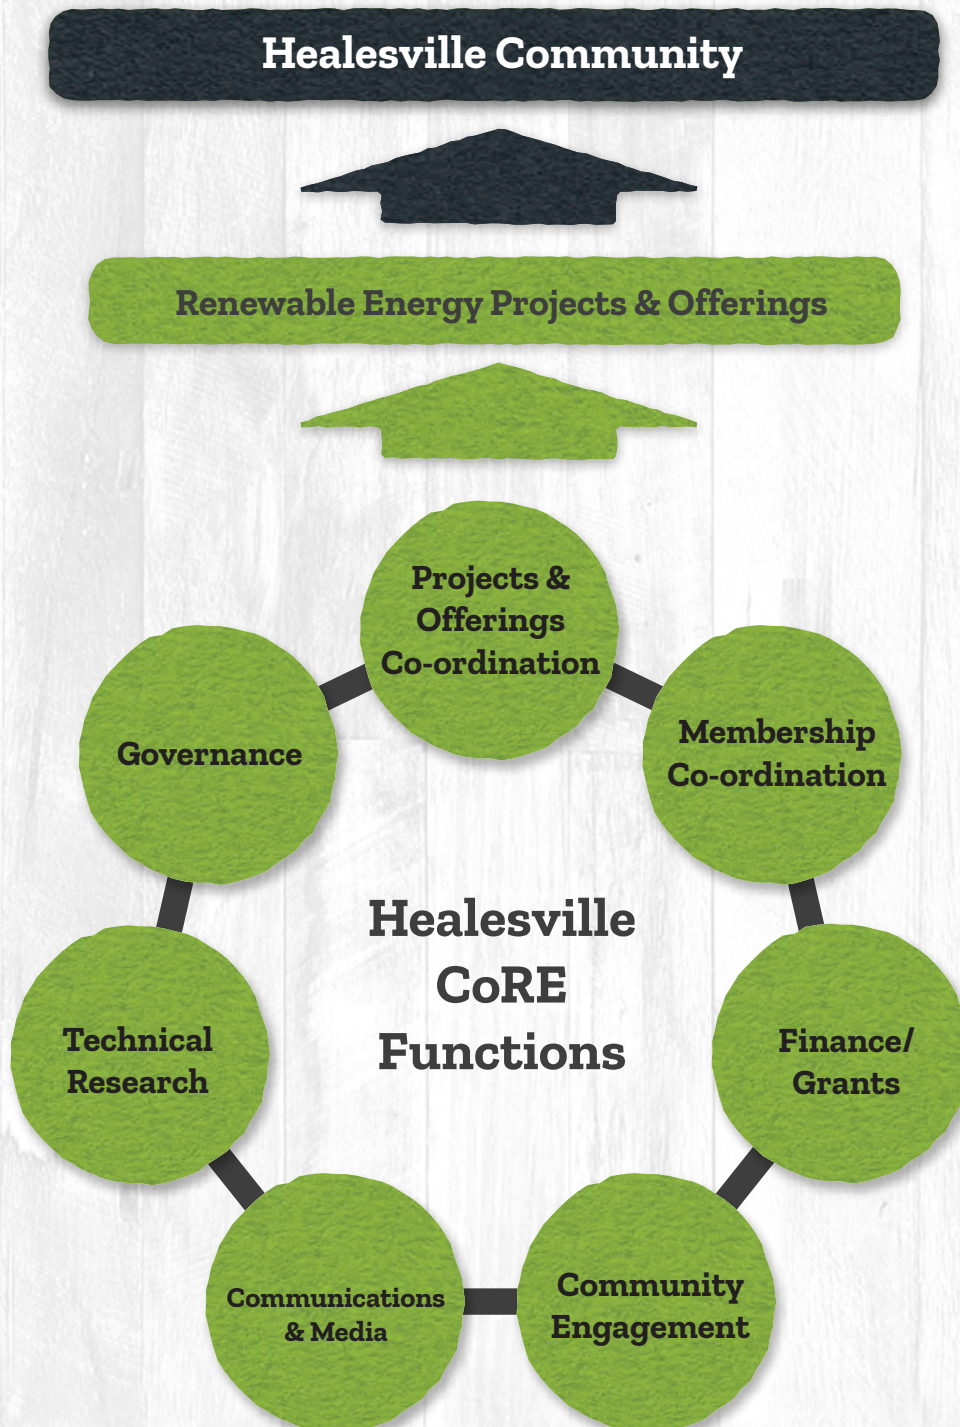 Healesville Community
Renewable Energy Projects & Offerings
Projects &
Offerings
Co-ordination
Governance
Membership
Co-ordination
Healesville
CoRE
Functions
Technical
Research
Finance/
Grants
Communications
& Media
Community
Engagement